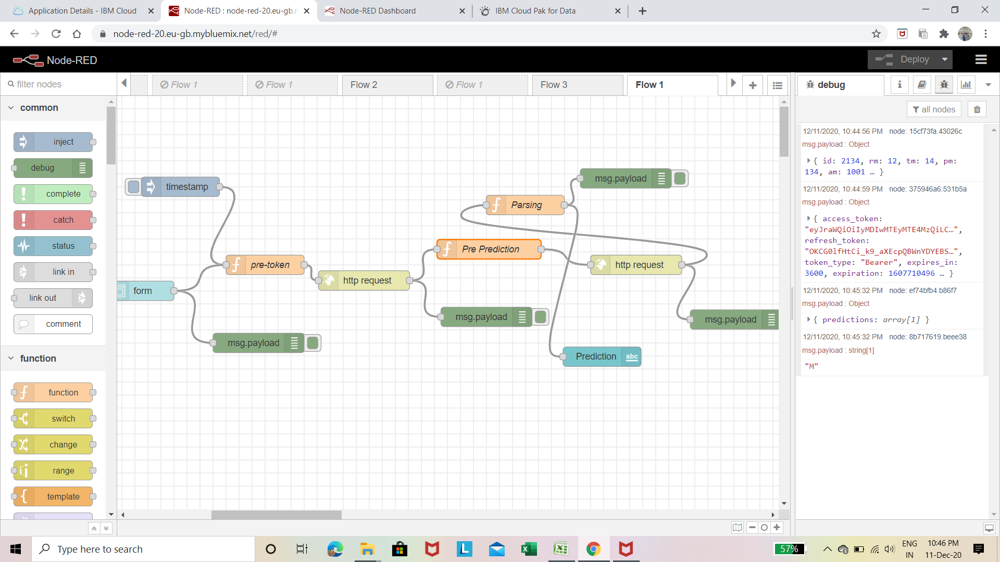 Application Details - IBM Cloud
Node-RED : node-red-20.eu-gb.m
Node-RED Dashboard
IBM Cloud Pak for Data
node-red-20.eu-gb.mybluemix.net/red/#
Node-RED
Deploy
filter nodes
Flow 1
Flow 1
Flow 2
Flow 1
Flow 3
Flow 1
debug
all nodes
common
inject
debug
complete
catch
status
link in
link out
comment
function
function
switch
change
range
template
timestamp
form
pre-token
http request
msg.payload
Parsing
msg.payload
Pre Prediction
http request
msg.payload
msg.payload
Prediction
abc
12/11/2020, 10:44:56 PM node: 15cf73fa.43026c
msg.payload : Object
{ id: 2134, rm: 12, tm: 14, pm:
134, am: 1001 … }
12/11/2020, 10:44:59 PM node: 375946a6.531b5a
msg.payload : Object
{ access_token:
"eyJraWQiOiIyMDIwMTEyMTE4MzQiLC…",
refresh_token:
"OKCG0lfHtCi_k9_aXEcpQBWnYDYEBS…",
token_type: "Bearer", expires_in:
3600, expiration: 1607710496 … }
12/11/2020, 10:45:32 PM node: ef74bfb4.b86f7
msg.payload : Object
{ predictions: array[1] }
12/11/2020, 10:45:32 PM node: 8b717619.beee38
msg.payload : string[1]
"M"
Type here to search
57%
ENG
IN
10:46 PM
11-Dec-20